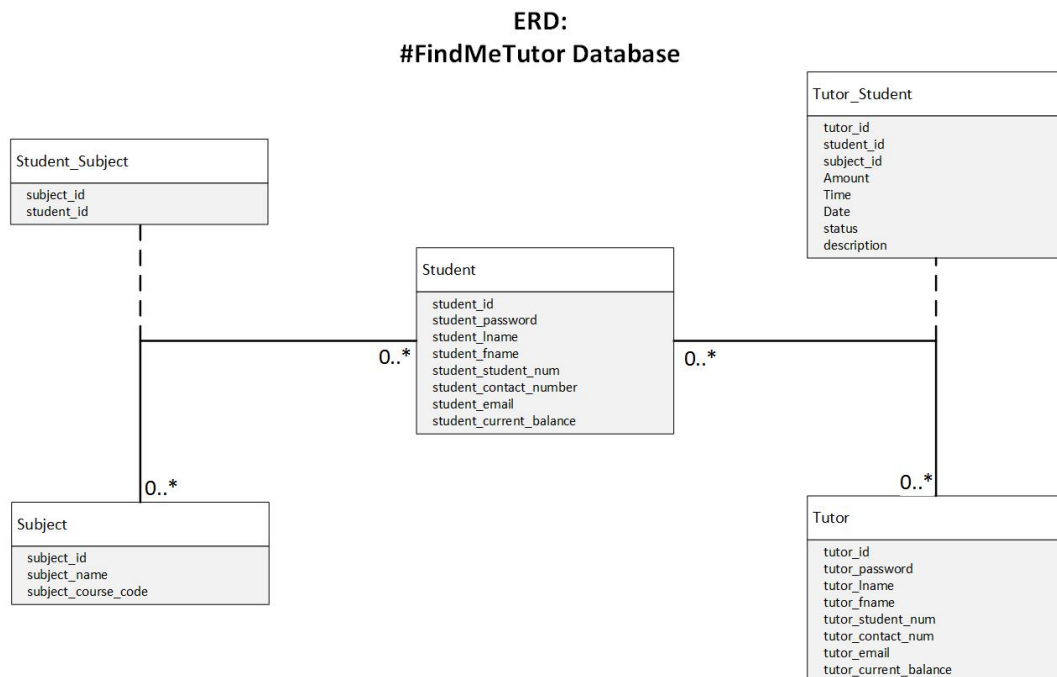 ERD:
#FindMeTutor Database
Tutor_Student
tutor_id
student_id
subject_id
Amount
Time
Date
status
description
Student_Subject
subject_id
student_id
Student
student_id
student_password
student_lname
student_fname
student_student_num
student_contact_number
student_email
student_current_balance
0..*
0..*
0..*
0..*
Subject
subject_id
subject_name
subject_course_code
Tutor
tutor_id
tutor_password
tutor_lname
tutor_fname
tutor_student_num
tutor_contact_num
tutor_email
tutor_current_balance